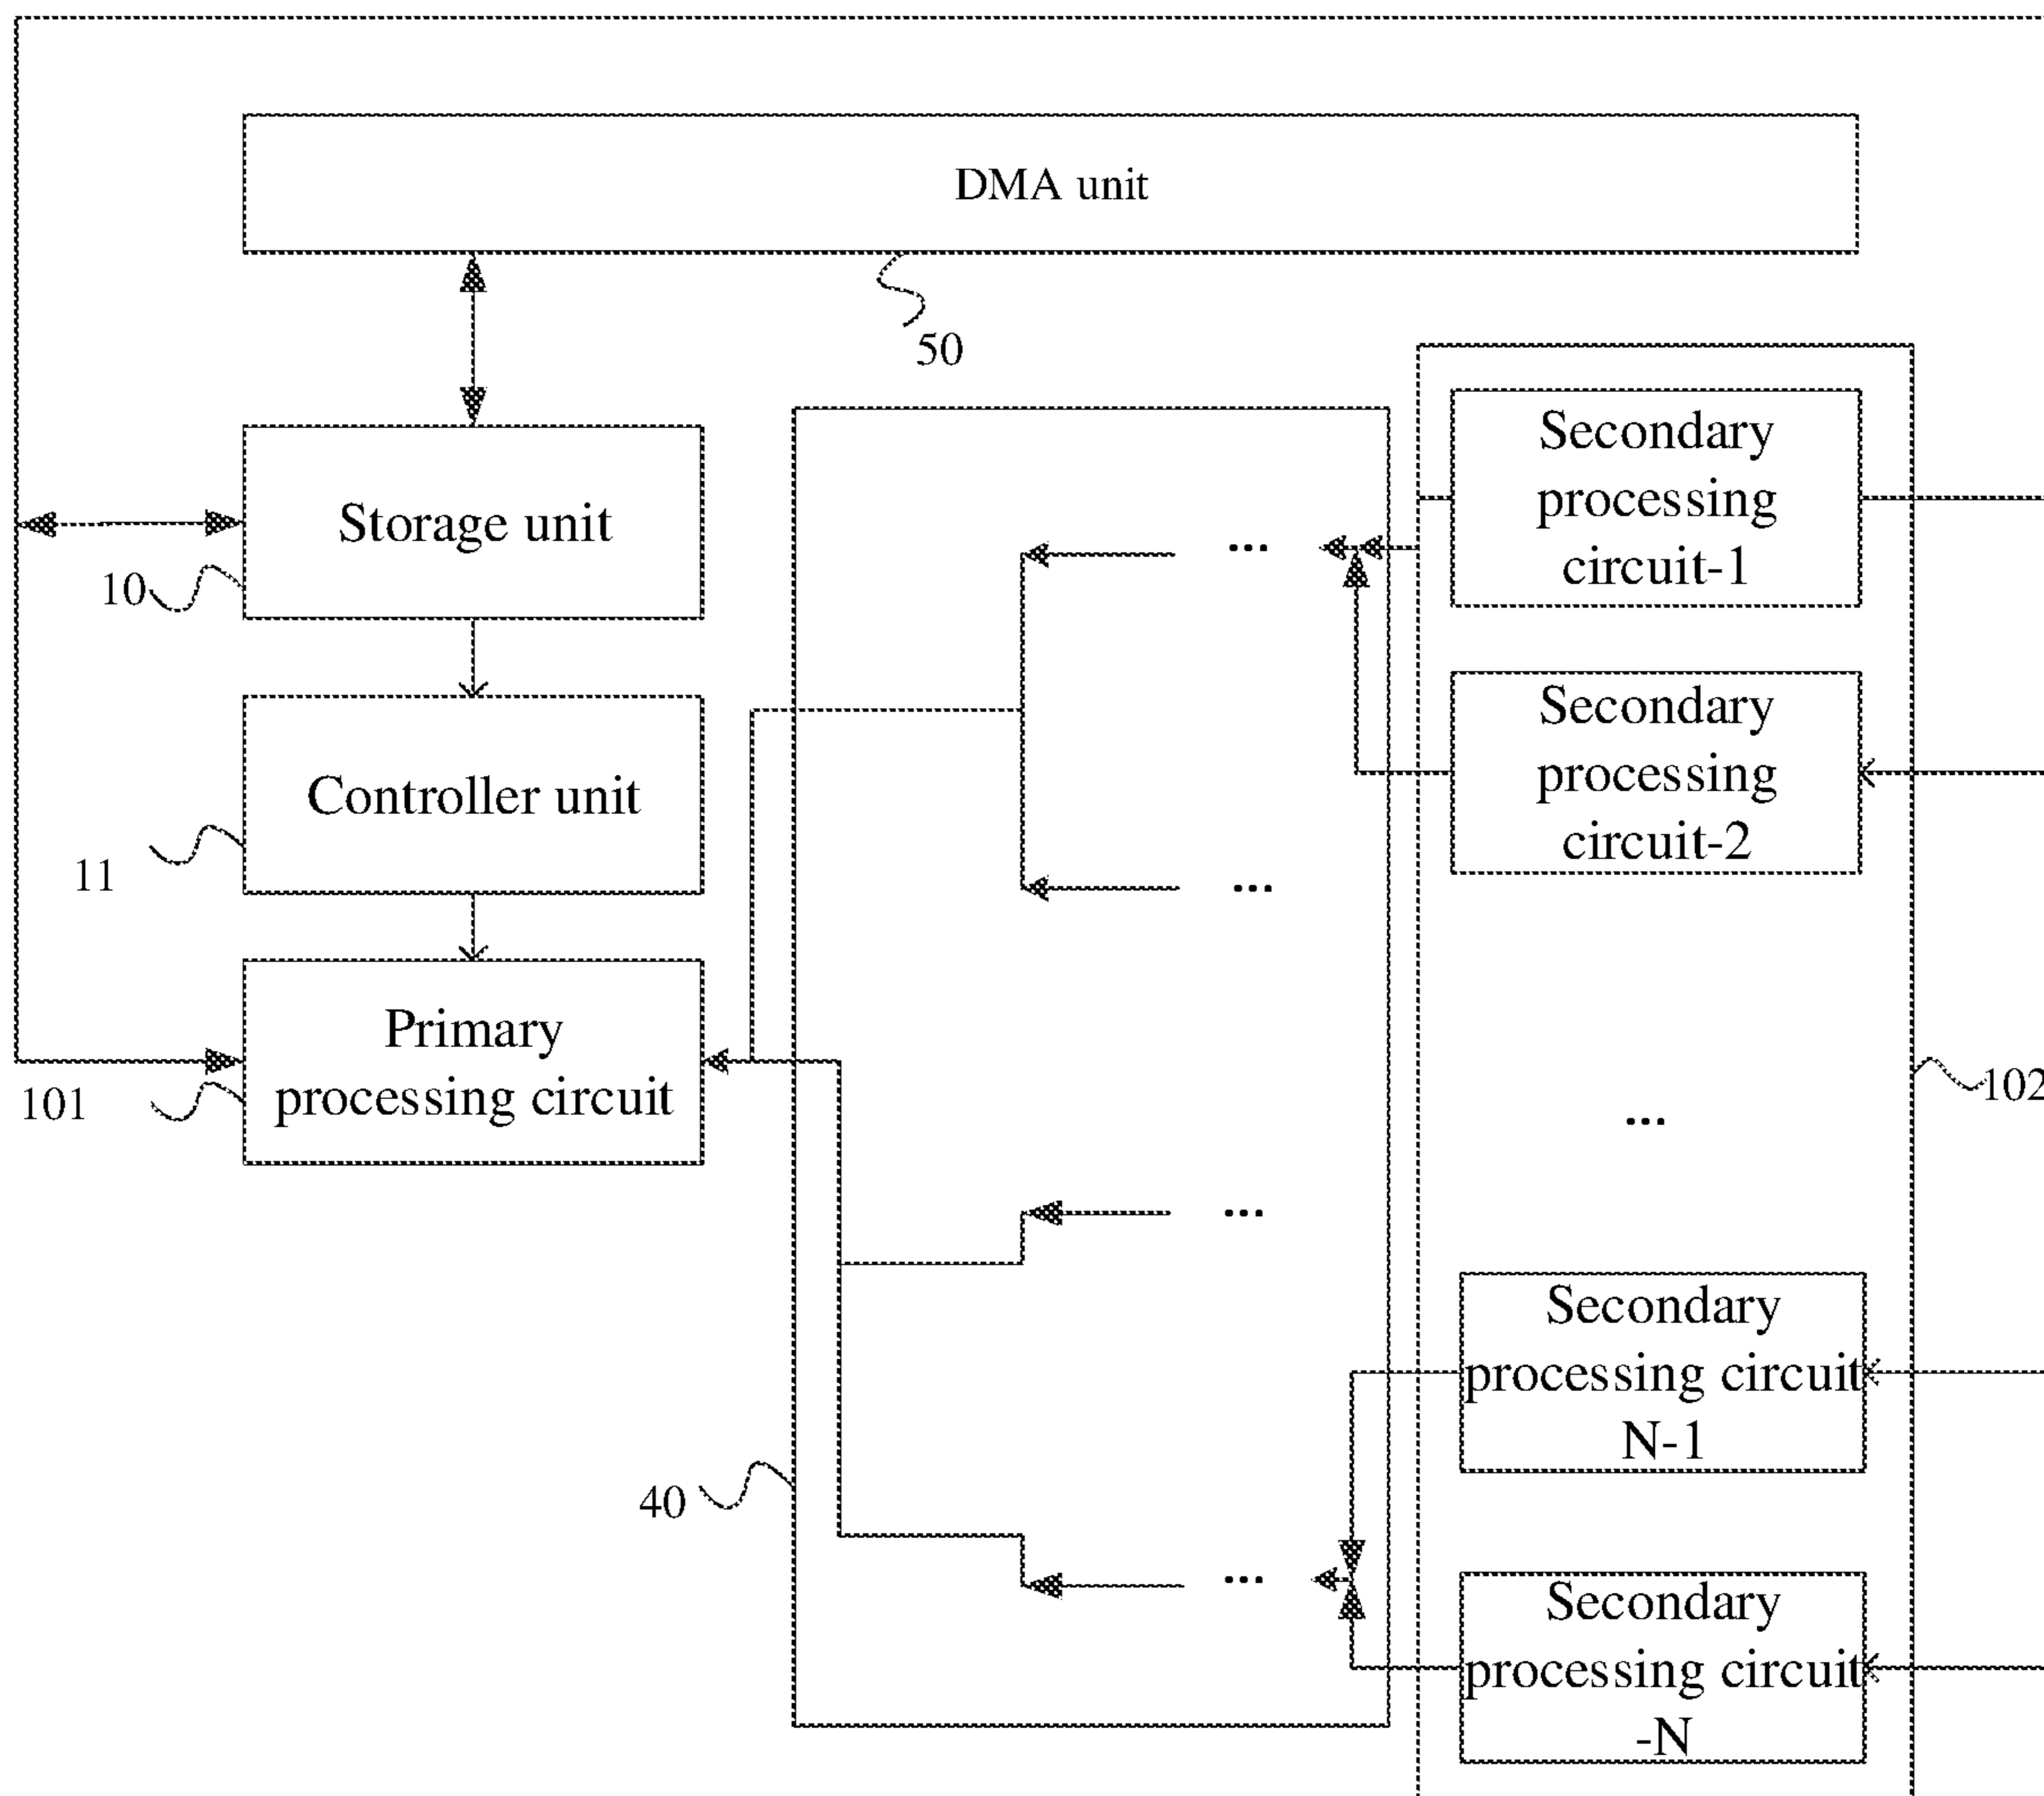 DMA unit
50
Secondary
processing
circuit-1
Storage unit
...
10
Secondary
processing
circuit-2
Controller unit
11
...
Primary
processing circuit
101
102
...
...
Secondary
processing circuit
N-1
40
...
Secondary
processing circuit
-N